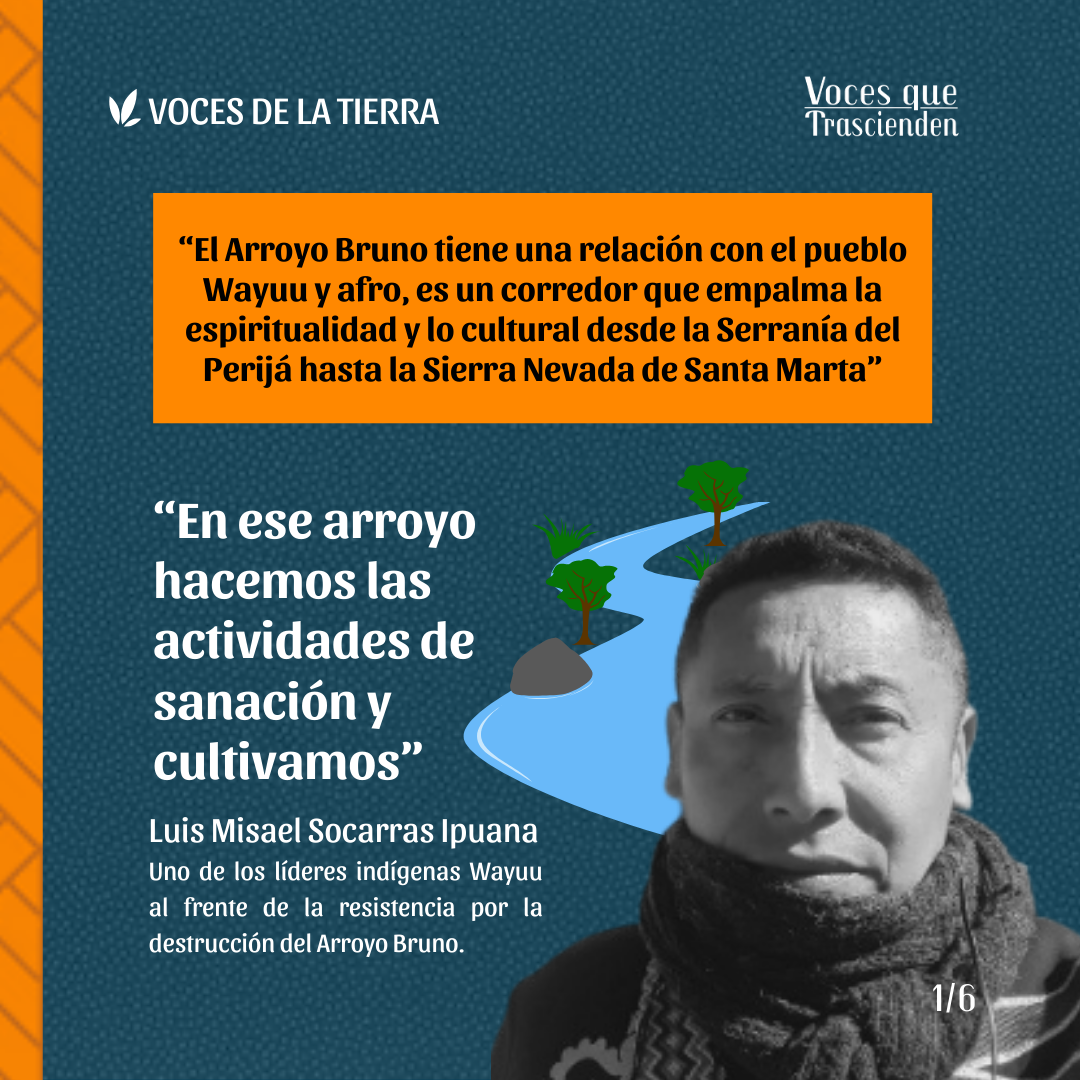 VOCES DE LA TIERRA
Voces que
Trascienden
“El Arroyo Bruno tiene una relación con el pueblo
Wayuu y afro, es un corredor que empalma la
espiritualidad y lo cultural desde la Serranía del
Perijá hasta la Sierra Nevada de Santa Marta”
“En ese arroyo
hacemos las
actividades de
sanación y
cultivamos”
Luis Misael Socarras Ipuana
Uno de los líderes indígenas Wayuu
al frente de la resistencia por la
destrucción del Arroyo Bruno.
1/6